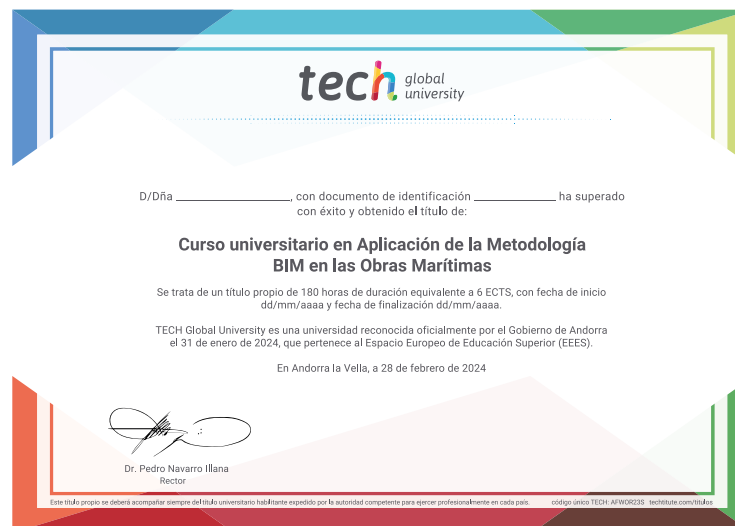 tech global
university
D/Dña ______________, con documento de identificación __________ ha superado
con éxito y obtenido el título de:
Curso universitario en Aplicación de la Metodología
BIM en las Obras Marítimas
Se trata de un título propio de 180 horas de duración equivalente a 6 ECTS, con fecha de inicio
dd/mm/aaaa y fecha de finalización dd/mm/aaaa.
TECH Global University es una universidad reconocida oficialmente por el Gobierno de Andorra
el 31 de enero de 2024, que pertenece al Espacio Europeo de Educación Superior (EEES).
En Andorra la Vella, a 28 de febrero de 2024
Dr. Pedro Navarro Illana
Rector
Este título propio se deberá acompañar siempre del título universitario habilitante expedido por la autoridad competente para ejercer profesionalmente en cada país. código único TECH: AFWOR23S techtitute.com/titulos